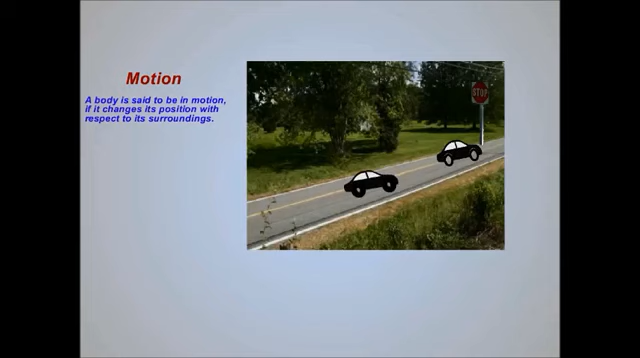 Motion
A body is said to be in motion,
if it changes its position with
respect to its surroundings.
STOP